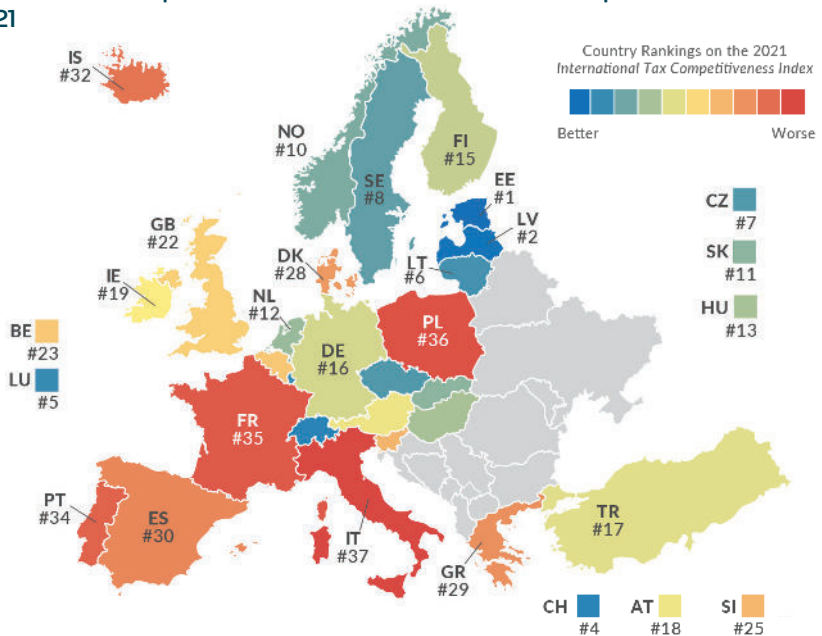 21
Country Rankings on the 2021
International Tax Competitiveness Index
Better Worse
IS
#32
NO
#10
FI
#15
SE
#8
EE
#1
LV
#2
CZ
#7
GB
#22
DK
#28
LT
#6
SK
#11
IE
#19
NL
#12
HU
#13
BE
#23
PL
#36
DE
#16
LU
#5
FR
#35
PT
#34
ES
#30
IT
#37
TR
#17
GR
#29
CH
#4
AT
#18
SI
#25